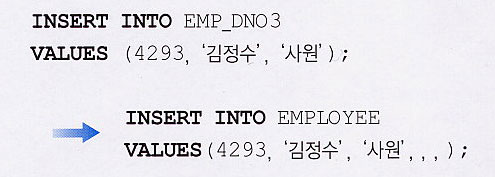 INSERT INTO EMP_DNO3
VALUES (4293, ‘김정수’, ‘사원’);
INSERT INTO EMPLOYEE
VALUES(4293, ‘김정수’, ‘사원’,,, );